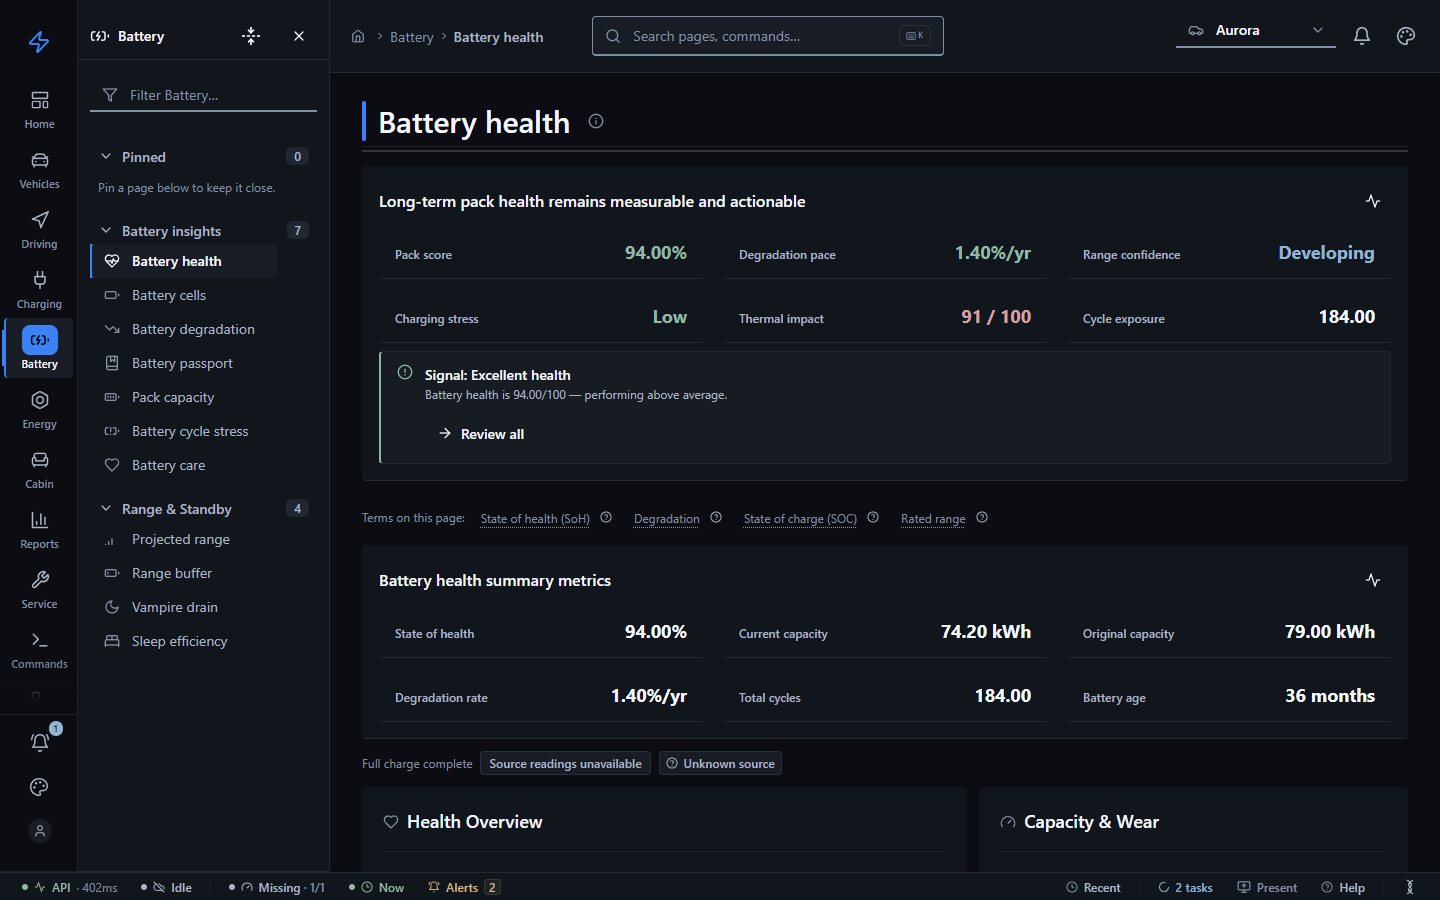 Home
Vehicles
Driving
Charging
Battery
Energy
Cabin
Reports
Service
Commands
1
Battery
Filter Battery...
Pinned 0
Pin a page below to keep it close.
Battery insights 7
Battery health
Battery cells
Battery degradation
Battery passport
Pack capacity
Battery cycle stress
Battery care
Range & Standby 4
Projected range
Range buffer
Vampire drain
Sleep efficiency
Battery Battery health
Search pages, commands... K
Aurora
Battery health
Long-term pack health remains measurable and actionable
Pack score 94.00% Degradation pace 1.40%/yr Range confidence Developing
Charging stress Low Thermal impact 91 / 100 Cycle exposure 184.00
Signal: Excellent health
Battery health is 94.00/100 — performing above average.
Review all
Terms on this page: State of health (SoH) Degradation State of charge (SOC) Rated range
Battery health summary metrics
State of health 94.00% Current capacity 74.20 kWh Original capacity 79.00 kWh
Degradation rate 1.40%/yr Total cycles 184.00 Battery age 36 months
Full charge complete Source readings unavailable Unknown source
Health Overview Capacity & Wear
API · 402ms Idle Missing · 1/1 Now Alerts 2 Recent 2 tasks Present Help